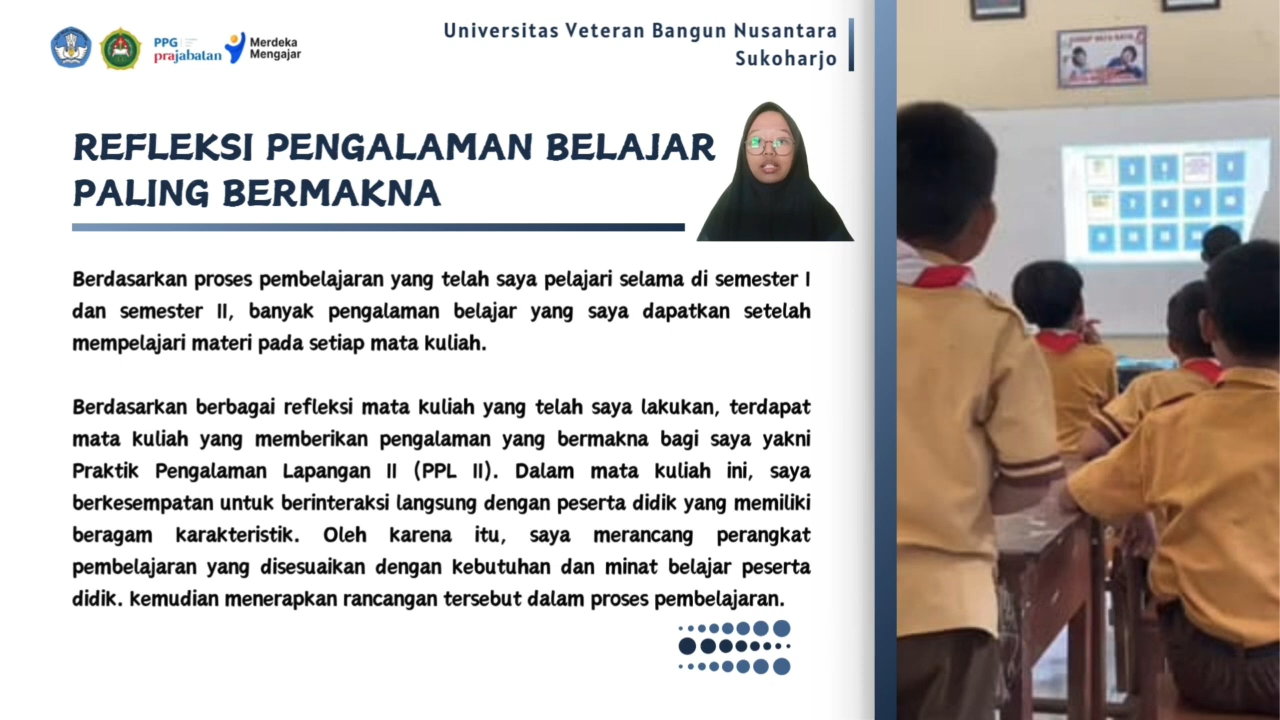 Universitas Veteran Bangun Nusantara
Sukoharjo
PPG
prajabatan
Merdeka
Mengajar
REFLEKSI PENGALAMAN BELAJAR
PALING BERMAKNA
Berdasarkan proses pembelajaran yang telah saya pelajari selama di semester I
dan semester II, banyak pengalaman belajar yang saya dapatkan setelah
mempelajari materi pada setiap mata kuliah.
Berdasarkan berbagai refleksi mata kuliah yang telah saya lakukan, terdapat
mata kuliah yang memberikan pengalaman yang bermakna bagi saya yakni
Praktik Pengalaman Lapangan II (PPL II). Dalam mata kuliah ini, saya
berkesempatan untuk berinteraksi langsung dengan peserta didik yang memiliki
beragam karakteristik. Oleh karena itu, saya merancang perangkat
pembelajaran yang disesuaikan dengan kebutuhan dan minat belajar peserta
didik. kemudian menerapkan rancangan tersebut dalam proses pembelajaran.